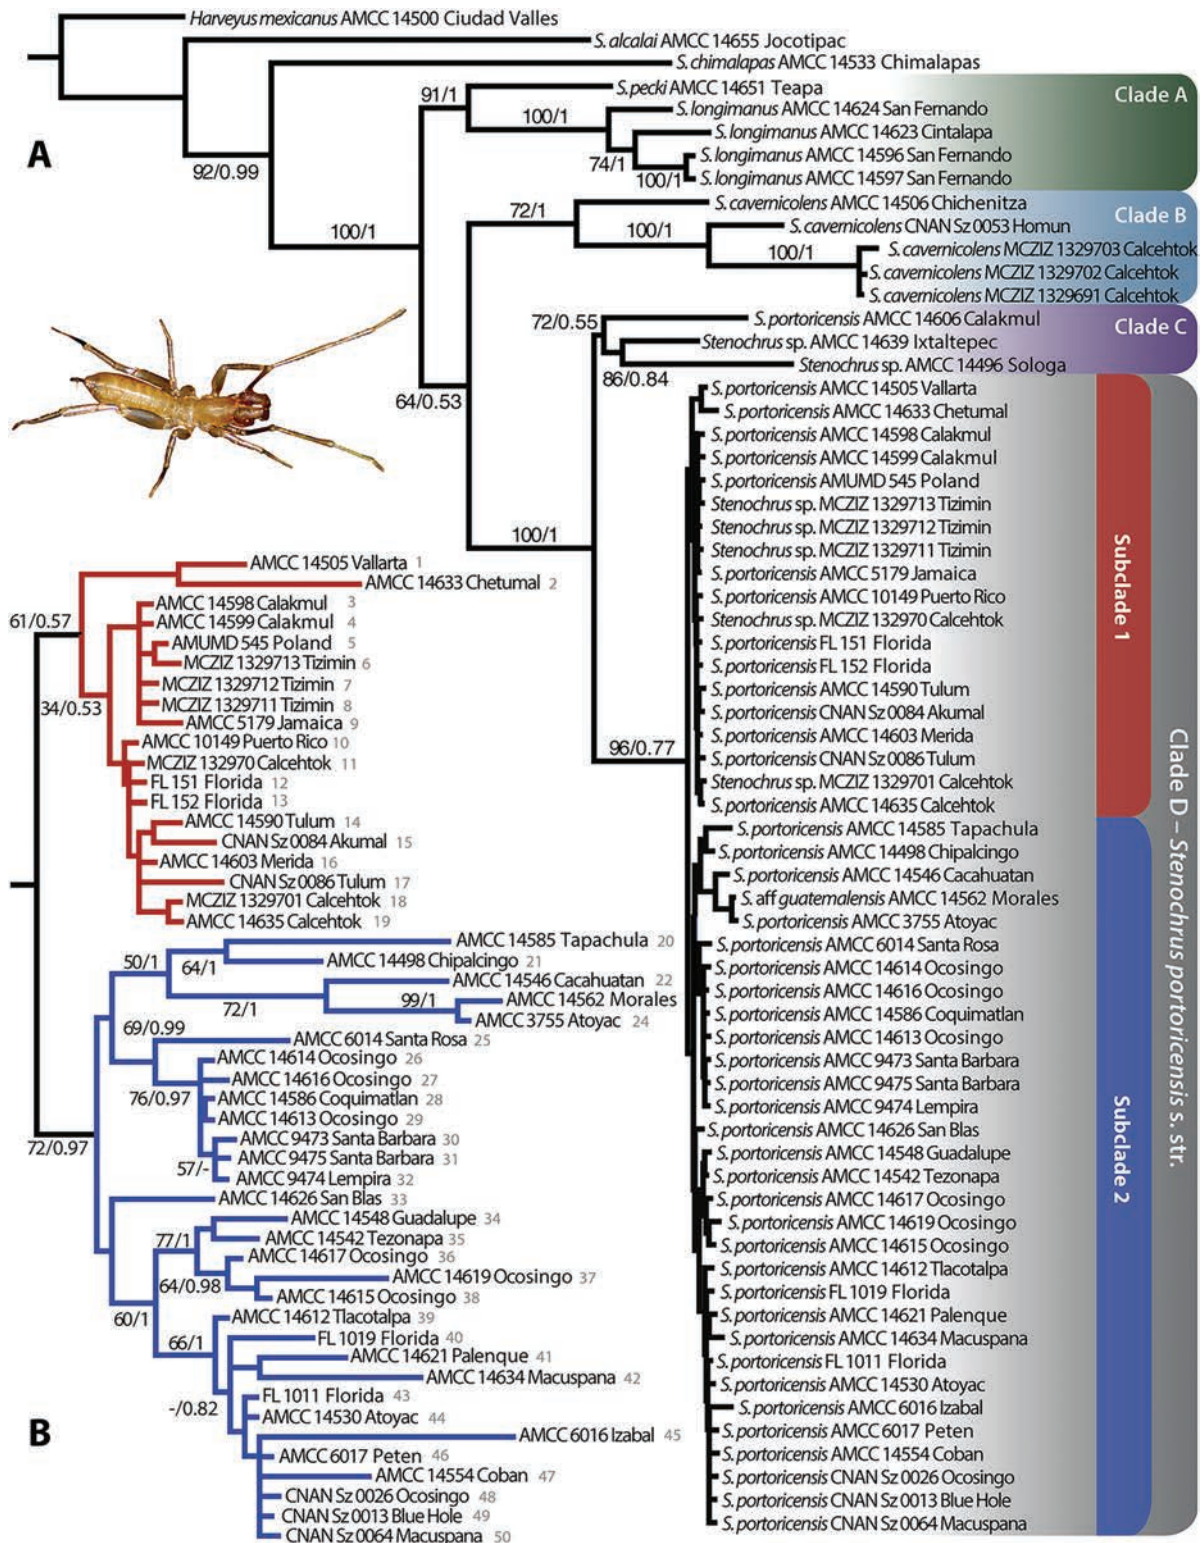 Harveyus mexicanus AMCC 14500 Ciudad Valles
S. alcalai AMCC 14655 Jocotipac
S. chimalapas AMCC 14533 Chimalapas
S. pecki AMCC 14651 Teapa
S. longimanus AMCC 14624 San Fernando
S. longimanus AMCC 14623 Cintalapa
S. longimanus AMCC 14596 San Fernando
S. longimanus AMCC 14597 San Fernando
Clade A
S. cavernicolens AMCC 14506 Chichenitza
S. cavernicolens CNAN Sz 0053 Homun
S. cavernicolens MCZIZ 1329703 Calcehtok
S. cavernicolens MCZIZ 1329702 Calcehtok
S. cavernicolens MCZIZ 1329691 Calcehtok
Clade B
S. portoricensis AMCC 14606 Calakmul
Stenochrus sp. AMCC 14639 Ixtaltepec
Stenochrus sp. AMCC 14496 Sologa
Clade C
A
92/0.99
100/1
91/1
100/1
74/1
100/1
64/0.53
72/1
100/1
100/1
72/0.55
86/0.84
100/1
96/0.77
S. portoricensis AMCC 14505 Vallarta
S. portoricensis AMCC 14633 Chetumal
S. portoricensis AMCC 14598 Calakmul
S. portoricensis AMCC 14599 Calakmul
S. portoricensis AMUMD 545 Poland
Stenochrus sp. MCZIZ 1329713 Tizimin
Stenochrus sp. MCZIZ 1329712 Tizimin
Stenochrus sp. MCZIZ 1329711 Tizimin
S. portoricensis AMCC 5179 Jamaica
S. portoricensis AMCC 10149 Puerto Rico
Stenochrus sp. MCZIZ 132970 Calcehtok
S. portoricensis FL 151 Florida
S. portoricensis FL 152 Florida
S. portoricensis AMCC 14590 Tulum
S. portoricensis CNAN Sz 0084 Akumal
S. portoricensis AMCC 14603 Merida
S. portoricensis CNAN Sz 0086 Tulum
Stenochrus sp. MCZIZ 1329701 Calcehtok
S. portoricensis AMCC 14635 Calcehtok
Subclade 1
S. portoricensis AMCC 14585 Tapachula
S. portoricensis AMCC 14498 Chipalcingo
S. portoricensis AMCC 14546 Cacahuatan
S. aff guatemalensis AMCC 14562 Morales
S. portoricensis AMCC 3755 Atoyac
S. portoricensis AMCC 6014 Santa Rosa
S. portoricensis AMCC 14614 Ocosingo
S. portoricensis AMCC 14616 Ocosingo
S. portoricensis AMCC 14586 Coquimatlan
S. portoricensis AMCC 14613 Ocosingo
S. portoricensis AMCC 9473 Santa Barbara
S. portoricensis AMCC 9475 Santa Barbara
S. portoricensis AMCC 9474 Lempira
S. portoricensis AMCC 14626 San Blas
S. portoricensis AMCC 14548 Guadalupe
S. portoricensis AMCC 14542 Tezonapa
S. portoricensis AMCC 14617 Ocosingo
S. portoricensis AMCC 14619 Ocosingo
S. portoricensis AMCC 14615 Ocosingo
S. portoricensis AMCC 14612 Tlacotalpa
S. portoricensis FL 1019 Florida
S. portoricensis AMCC 14621 Palenque
S. portoricensis AMCC 14634 Macuspana
S. portoricensis FL 1011 Florida
S. portoricensis AMCC 14530 Atoyac
S. portoricensis AMCC 6016 Izabal
S. portoricensis AMCC 6017 Peten
S. portoricensis AMCC 14554 Coban
S. portoricensis CNAN Sz 0026 Ocosingo
S. portoricensis CNAN Sz 0013 Blue Hole
S. portoricensis CNAN Sz 0064 Macuspana
Subclade 2
Clade D – Stenochrus portoricensis s. str.
AMCC 14505 Vallarta 1
AMCC 14633 Chetumal 2
AMCC 14598 Calakmul 3
AMCC 14599 Calakmul 4
AMUMD 545 Poland 5
MCZIZ 1329713 Tizimin 6
MCZIZ 1329712 Tizimin 7
MCZIZ 1329711 Tizimin 8
AMCC 5179 Jamaica 9
AMCC 10149 Puerto Rico 10
MCZIZ 132970 Calcehtok 11
FL 151 Florida 12
FL 152 Florida 13
AMCC 14590 Tulum 14
CNAN Sz 0084 Akumal 15
AMCC 14603 Merida 16
CNAN Sz 0086 Tulum 17
MCZIZ 1329701 Calcehtok 18
AMCC 14635 Calcehtok 19
AMCC 14585 Tapachula 20
AMCC 14498 Chipalcingo 21
AMCC 14546 Cacahuatan 22
AMCC 14562 Morales
AMCC 3755 Atoyac 24
AMCC 6014 Santa Rosa 25
AMCC 14614 Ocosingo 26
AMCC 14616 Ocosingo 27
AMCC 14586 Coquimatlan 28
AMCC 14613 Ocosingo 29
AMCC 9473 Santa Barbara 30
AMCC 9475 Santa Barbara 31
AMCC 9474 Lempira 32
AMCC 14626 San Blas 33
AMCC 14548 Guadalupe 34
AMCC 14542 Tezonapa 35
AMCC 14617 Ocosingo 36
AMCC 14619 Ocosingo 37
AMCC 14615 Ocosingo 38
AMCC 14612 Tlacotalpa 39
FL 1019 Florida 40
AMCC 14621 Palenque 41
AMCC 14634 Macuspana 42
FL 1011 Florida 43
AMCC 14530 Atoyac 44
AMCC 6016 Izabal 45
AMCC 6017 Peten 46
AMCC 14554 Coban 47
CNAN Sz 0026 Ocosingo 48
CNAN Sz 0013 Blue Hole 49
CNAN Sz 0064 Macuspana 50
61/0.57
34/0.53
50/1
64/1
72/1
99/1
69/0.99
76/0.97
57/-
72/0.97
77/1
64/0.98
60/1
66/1
-/0.82
B